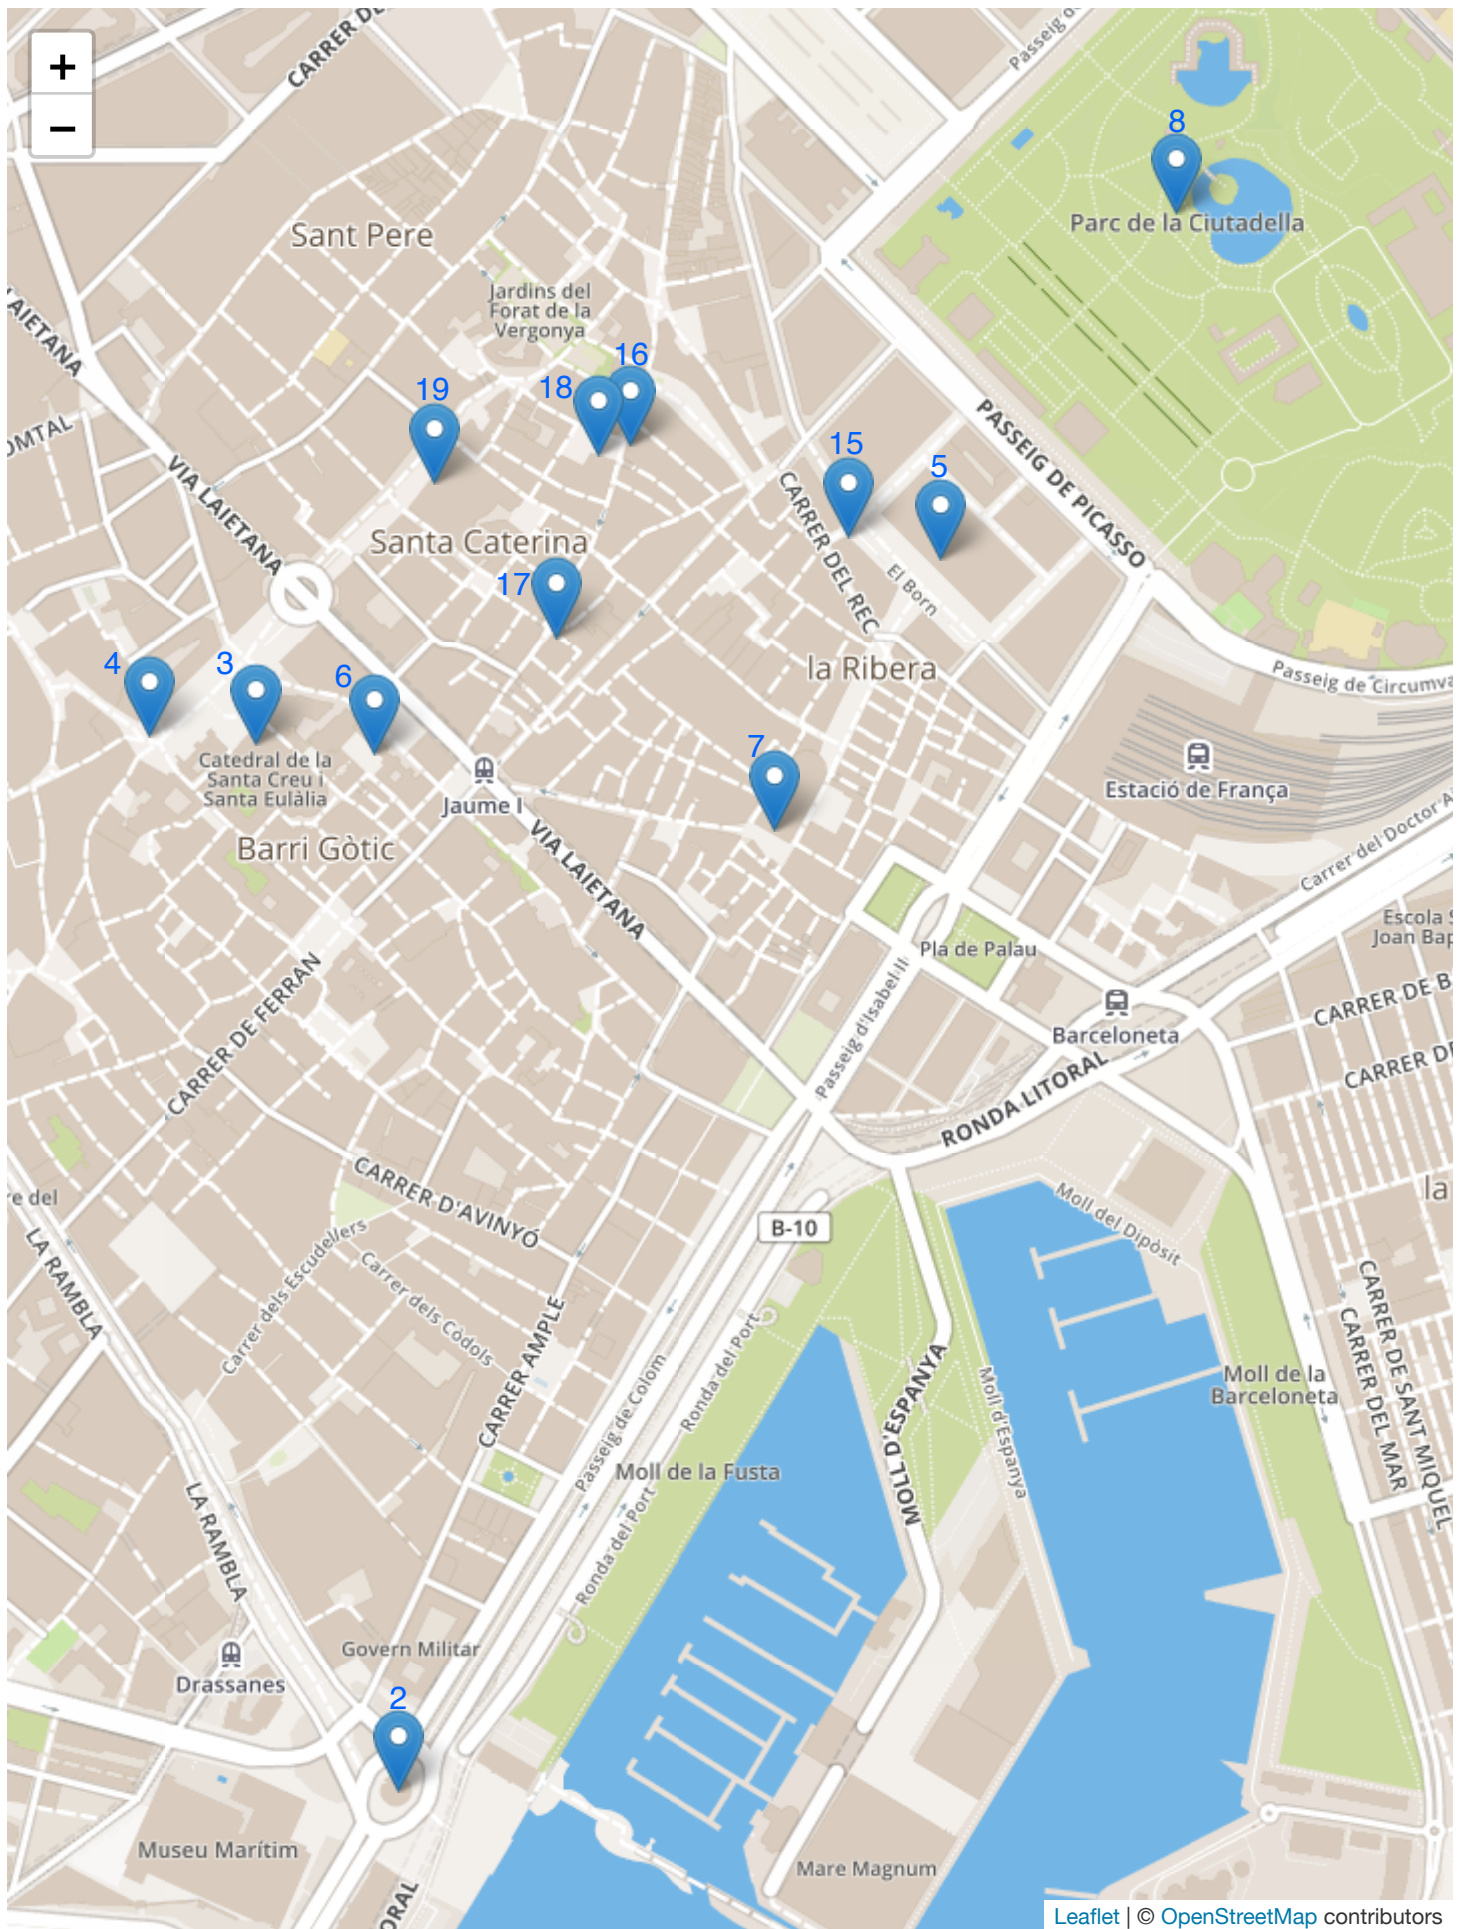 +
−
CARRER DE
Passeig d
8
Parc de la Ciutadella
Sant Pere
Jardins del
Forat de la
Vergonya
LAIETANA
16
18
19
OMTAL
VIA LAIETANA
PASSEIG DE PICASSO
15
5
CARRER DEL REC
El Born
Santa Caterina
17
la Ribera
Passeig de Circumva
4
3
6
Catedral de la
Santa Creu i
Santa Eulàlia
Jaume I
7
Estació de França
Carrer del Doctor A
Barri Gòtic
VIA LAIETANA
Escola S
Joan Bap
Pla de Palau
CARRER DE FERRAN
Passeig d'Isabel II
Barceloneta
CARRER DE B
CARRER DE
RONDA LITORAL
CARRER D'AVINYÓ
re del
la
B-10
Moll del Dipòsit
LA RAMBLA
Carrer dels Escudellers
Carrer dels Còdols
CARRER AMPLE
Passeig de Colom
Ronda del Port
MOLL D'ESPANYA
Moll d'Espanya
Moll de la
Barceloneta
CARRER DE SANT MIQUEL
CARRER DEL MAR
Moll de la Fusta
LA RAMBLA
Ronda del Port
Govern Militar
Drassanes
2
Museu Marítim
Mare Magnum
ORAL
Leaflet | © OpenStreetMap contributors